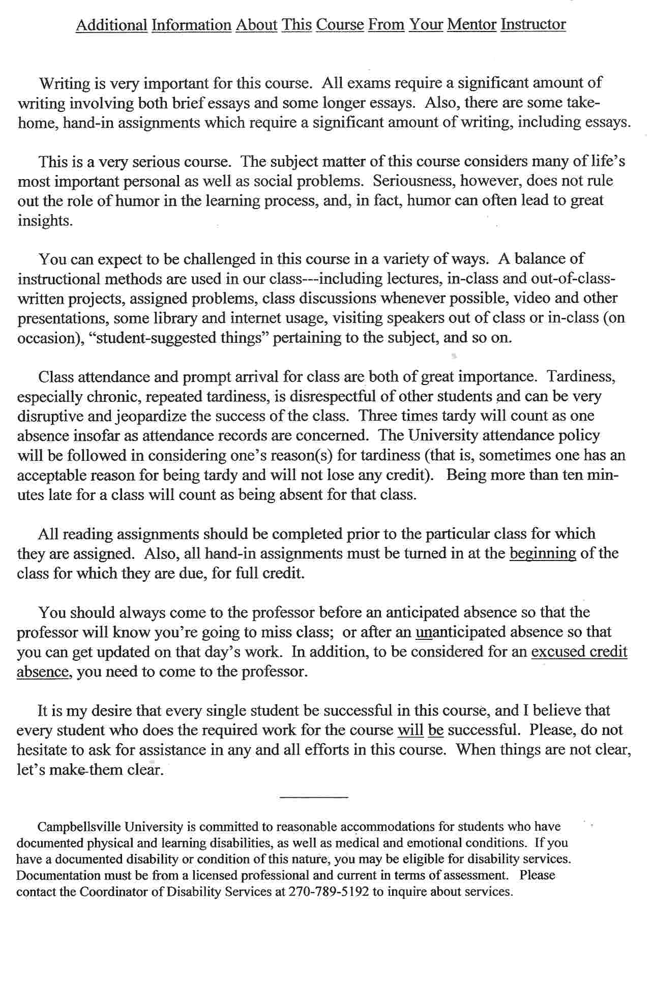 Additional Information About This Course From Your Mentor Instructor
Writing is very important for this course. All exams require a significant amount of
writing involving both brief essays and some longer essays. Also, there are some take-
home, hand-in assignments which require a significant amount of writing, including essays.
This is a very serious course. The subject matter of this course considers many of life's
most important personal as well as social problems. Seriousness, however, does not rule
out the role of humor in the learning process, and, in fact, humor can often lead to great
insights.
You can expect to be challenged in this course in a variety of ways. A balance of
instructional methods are used in our class---including lectures, in-class and out-of-class-
written projects, assigned problems, class discussions whenever possible, video and other
presentations, some library and internet usage, visiting speakers out of class or in-class (on
occasion), “student-suggested things” pertaining to the subject, and so on.
Class attendance and prompt arrival for class are both of great importance. Tardiness,
especially chronic, repeated tardiness, is disrespectful of other students and can be very
disruptive and jeopardize the success of the class. Three times tardy will count as one
absence insofar as attendance records are concerned. The University attendance policy
will be followed in considering one's reason(s) for tardiness (that is, sometimes one has an
acceptable reason for being tardy and will not lose any credit). Being more than ten min-
utes late for a class will count as being absent for that class.
All reading assignments should be completed prior to the particular class for which
they are assigned. Also, all hand-in assignments must be turned in at the beginning of the
class for which they are due, for full credit.
You should always come to the professor before an anticipated absence so that the
professor will know you're going to miss class; or after an unanticipated absence so that
you can get updated on that day's work. In addition, to be considered for an excused credit
absence, you need to come to the professor.
It is my desire that every single student be successful in this course, and I believe that
every student who does the required work for the course will be successful. Please, do not
hesitate to ask for assistance in any and all efforts in this course. When things are not clear,
let's make them clear.
Campbellsville University is committed to reasonable accommodations for students who have
documented physical and learning disabilities, as well as medical and emotional conditions. If you
have a documented disability or condition of this nature, you may be eligible for disability services.
Documentation must be from a licensed professional and current in terms of assessment. Please
contact the Coordinator of Disability Services at 270-789-5192 to inquire about services.